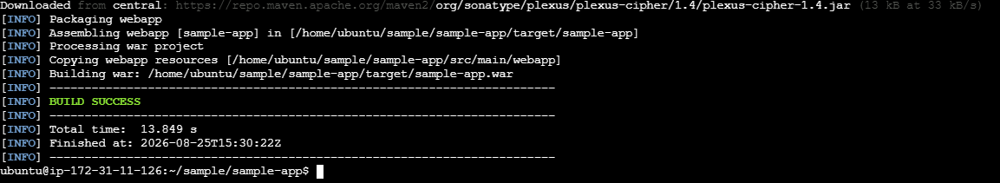 Downloaded from central: https://repo.maven.apache.org/maven2/org/sonatype/plexus/plexus-cipher/1.4/plexus-cipher-1.4.jar (13 kB at 33 kB/s)
[INFO] Packaging webapp
[INFO] Assembling webapp [sample-app] in [/home/ubuntu/sample/sample-app/target/sample-app]
[INFO] Processing war project
[INFO] Copying webapp resources [/home/ubuntu/sample/sample-app/src/main/webapp]
[INFO] Building war: /home/ubuntu/sample/sample-app/target/sample-app.war
[INFO] ------------------------------------------------------------------------
[INFO] BUILD SUCCESS
[INFO] ------------------------------------------------------------------------
[INFO] Total time:  13.849 s
[INFO] Finished at: 2026-08-25T15:30:22Z
[INFO] ------------------------------------------------------------------------
ubuntu@ip-172-31-11-126:~/sample/sample-app$